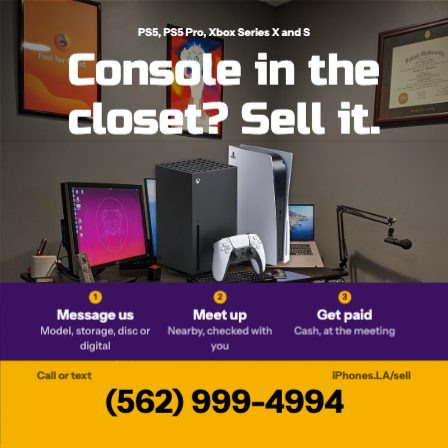 PS5, PS5 Pro, Xbox Series X and S
Console in the
closet? Sell it.
1
2
3
Message us
Meet up
Get paid
Model, storage, disc or
digital
Nearby, checked with
you
Cash, at the meeting
Call or text
iPhones.LA/sell
(562) 999-4994